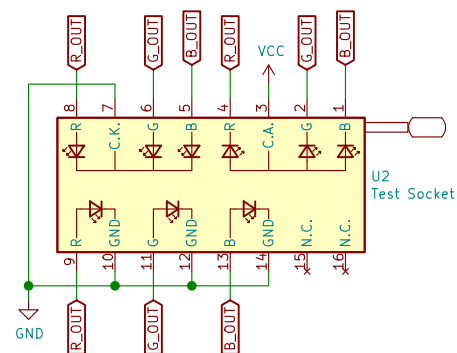 R_OUT G_OUT B_OUT R_OUT VCC G_OUT B_OUT
8 7 6 5 4 3 2 1
R C.K. G B R C.A. G B
U2
Test Socket
R GND G GND B GND N.C. N.C.
9 10 11 12 13 14 15 16
GND
R_OUT G_OUT B_OUT